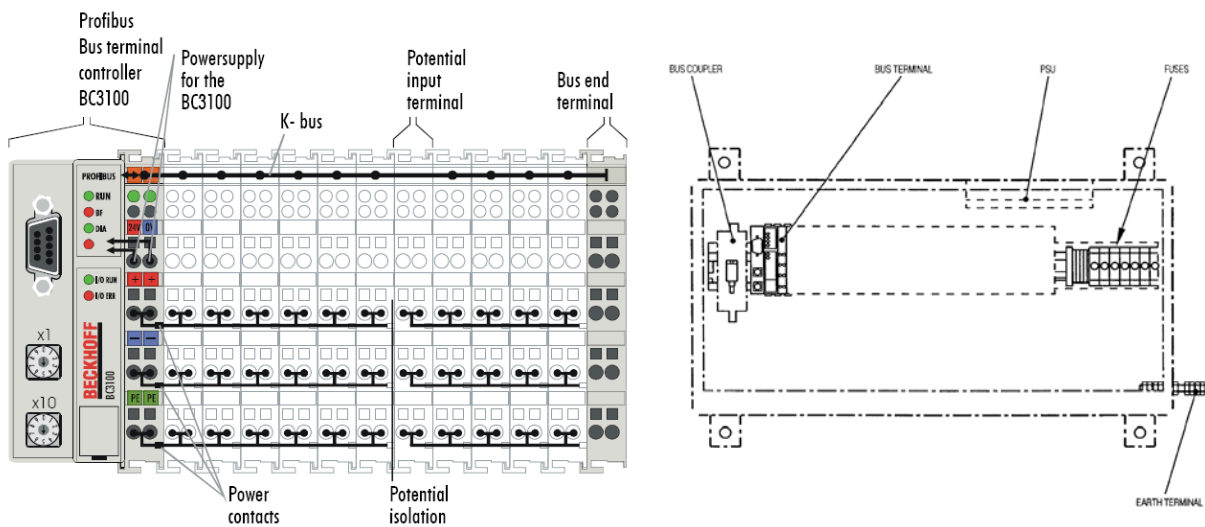 Profibus
Bus terminal
controller
BC3100
Powersupply
for the
BC3100
K- bus
Potential
input
terminal
Bus end
terminal
PROFIBUS
RUN
BF
DIA
I/O RUN
I/O ERR
24V
0V
+
+
PE
PE
x1
x10
BECKHOFF
BC3100
Power
contacts
Potential
isolation
BUS COUPLER
BUS TERMINAL
PSU
FUSES
EARTH TERMINAL